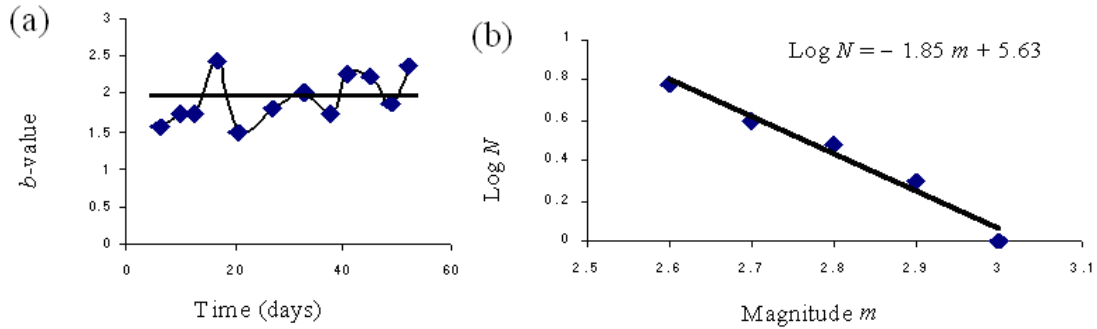 (a)
3
2.5
2
1.5
1
0.5
0
b-value
0 20 40 60
Time (days)
(b)
Log N = – 1.85 m + 5.63
1
0.8
0.6
0.4
0.2
0
Log N
2.5 2.6 2.7 2.8 2.9 3 3.1
Magnitude m